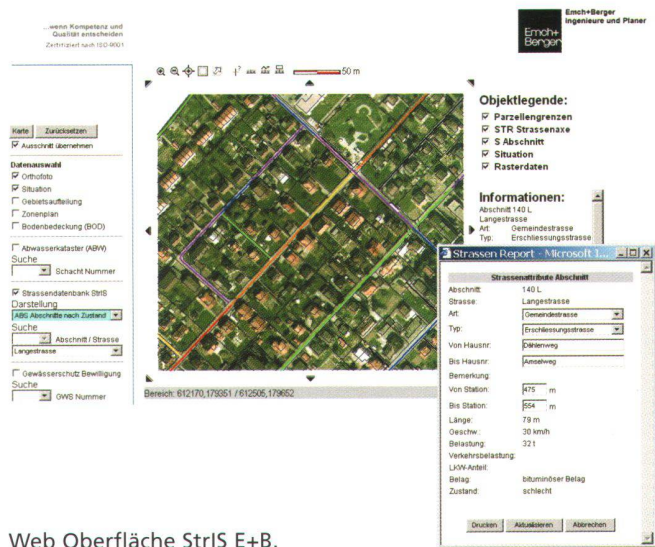 ...wenn Kompetenz und
Qualität entscheiden
Zertifiziert nach ISO-9001
Emch+
Berger
Emch+Berger
Ingenieure und Planer
50 m
Karte Zurücksetzen
Ausschnitt übernehmen
Datenauswahl
Orthofoto
Situation
Gebietsaufteilung
Zonenplan
Bodenbedeckung (BOD)
Abwasserkataster (ABW)
Suche
Schacht Nummer
Strassendatenbank StrIS
Darstellung
ABS Abschnitte nach Zustand
Suche
Abschnitt / Strasse
Langestrasse
Gewässerschutz Bewilligung
Suche
GWS Nummer
Bereich: 612170,179351 / 612505,179652
Objektlegende:
Parzellengrenzen
STR Strassenaxe
S Abschnitt
Situation
Rasterdaten
Informationen:
Abschnitt 140 L
Langestrasse
Art: Gemeindestrasse
Typ: Erschliessungsstrasse
Strassen Report - Microsoft I...
Strassenattribute Abschnitt
Abschnitt: 140 L
Strasse: Langestrasse
Art: Gemeindestrasse
Typ: Erschliessungsstrasse
Von Hausnr: Dählenweg
Bis Hausnr: Amselweg
Bemerkung:
Von Station: 475 m
Bis Station: 554 m
Länge: 79 m
Geschw.: 30 km/h
Belastung: 32 t
Verkehrsbelastung:
LKW-Anteil:
Belag: bituminöser Belag
Zustand: schlecht
Drucken Aktualisieren Abbrechen
Web Oberfläche StrIS E+B.